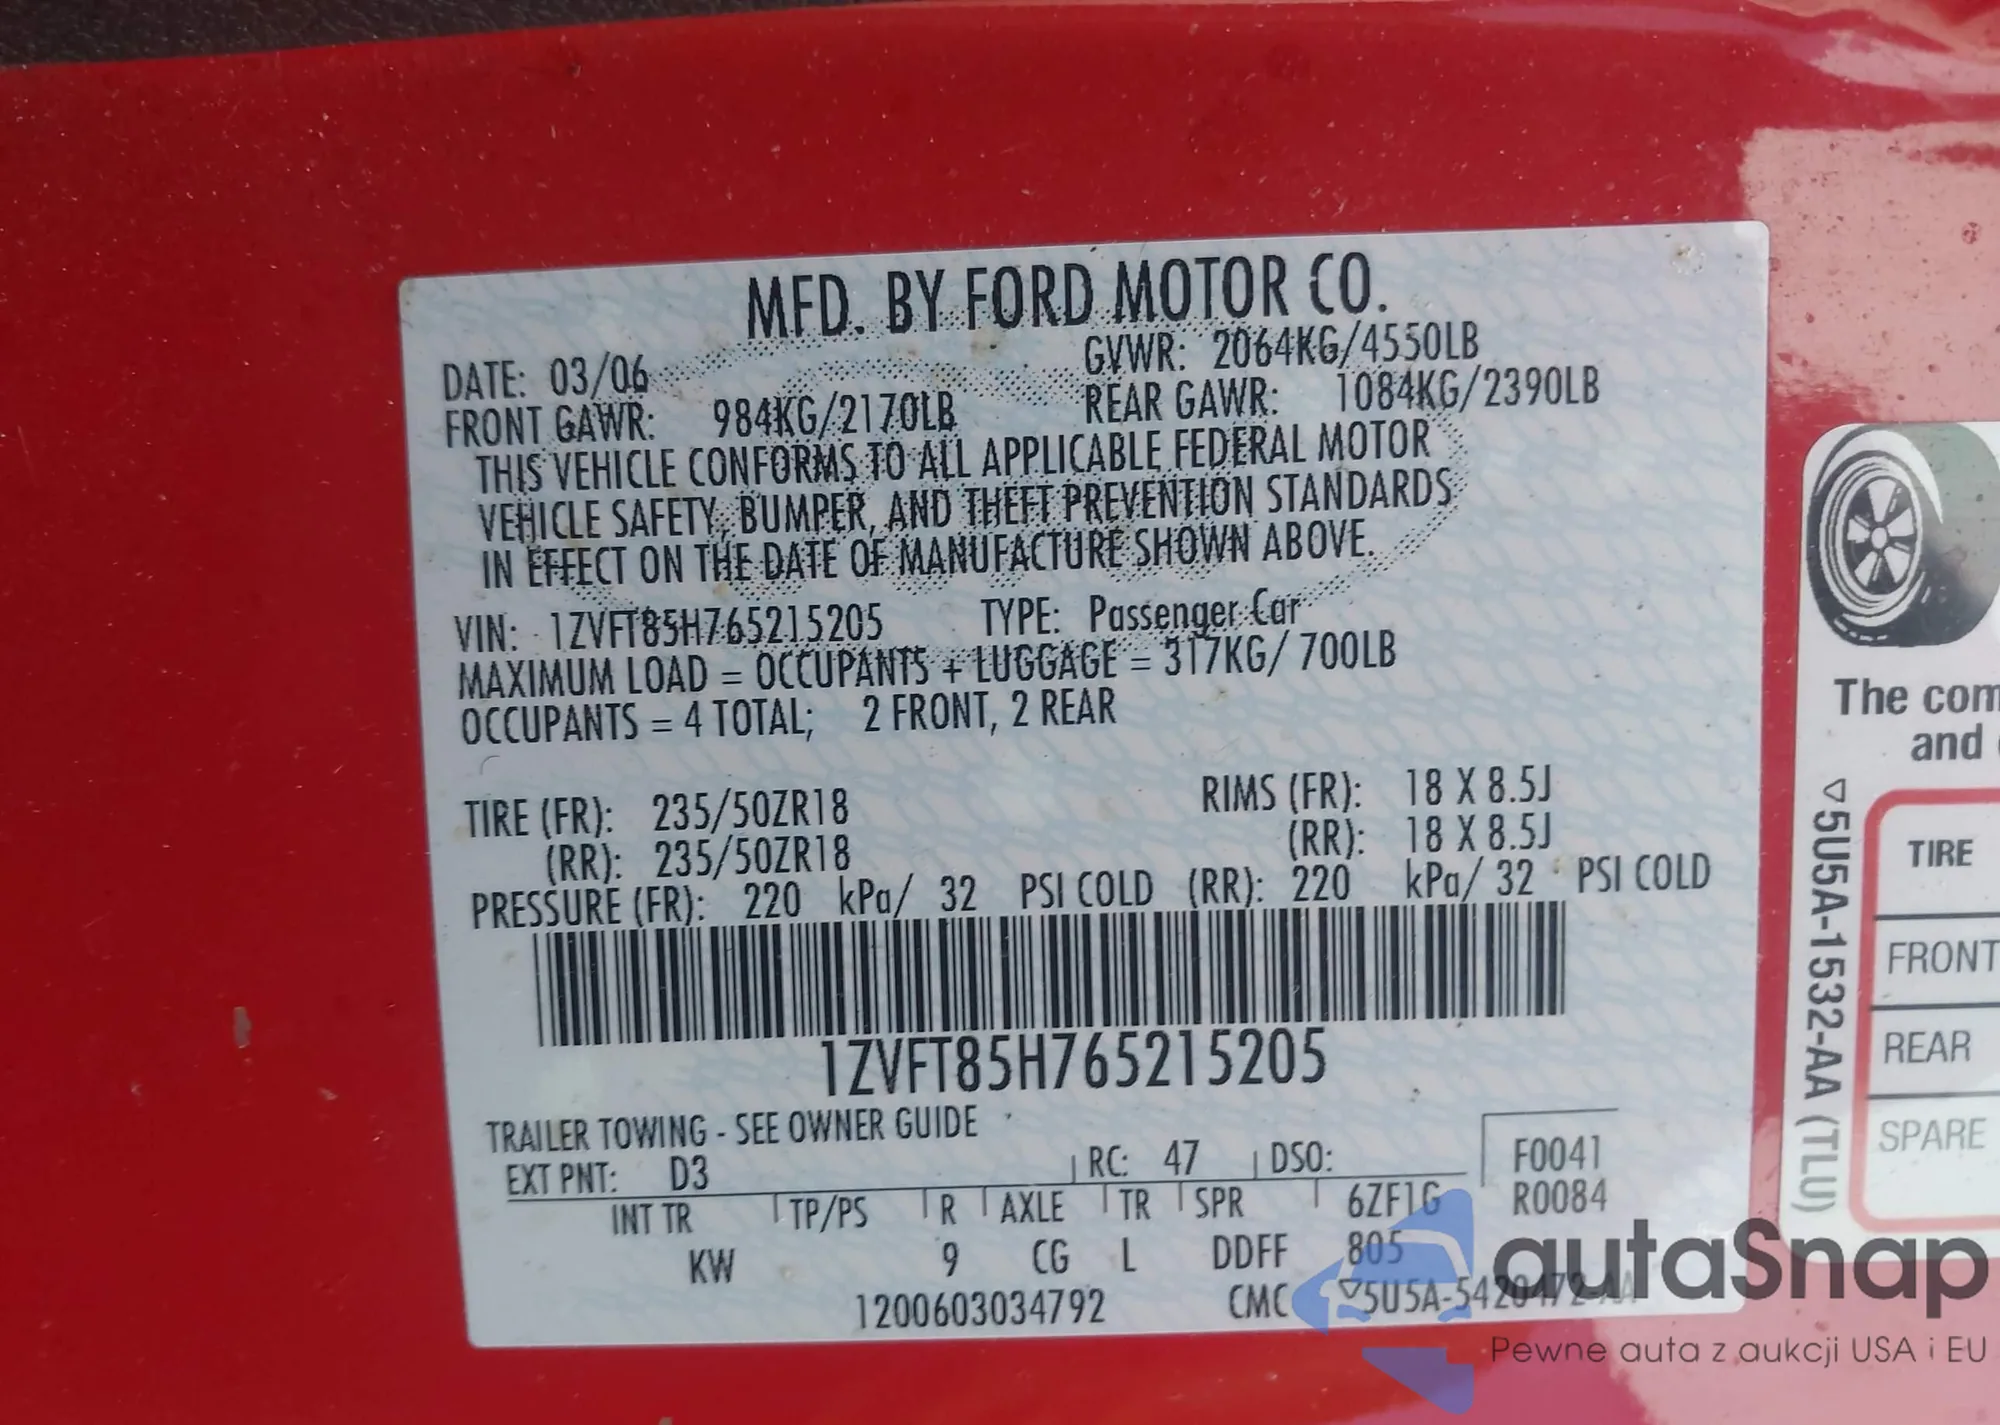 MFD. BY FORD MOTOR CO.
DATE: 03/06 GVWR: 2064KG/4550LB
FRONT GAWR: 984KG/2170LB REAR GAWR: 1084KG/2390LB
THIS VEHICLE CONFORMS TO ALL APPLICABLE FEDERAL MOTOR
VEHICLE SAFETY, BUMPER, AND THEFT PREVENTION STANDARDS
IN EFFECT ON THE DATE OF MANUFACTURE SHOWN ABOVE.
VIN: 1ZVFT85H765215205 TYPE: Passenger Car
MAXIMUM LOAD = OCCUPANTS + LUGGAGE = 317KG/ 700LB
OCCUPANTS = 4 TOTAL; 2 FRONT, 2 REAR
TIRE (FR): 235/50ZR18 RIMS (FR): 18 X 8.5J
(RR): 235/50ZR18 (RR): 18 X 8.5J
PRESSURE (FR): 220 kPa/ 32 PSI COLD (RR): 220 kPa/ 32 PSI COLD
1ZVFT85H765215205
TRAILER TOWING - SEE OWNER GUIDE
EXT PNT: D3 RC: 47 DSO: F0041
INT TR TP/PS R AXLE TR SPR 6ZF1G R0084
KW 9 CG L DDFF 805
1200603034792 CMC ▽5U5A-5420472-AA
The com
and
▽5U5A-1532-AA (TLU)
TIRE
FRONT
REAR
SPARE
autaSnap
Pewne auta z aukcji USA i EU